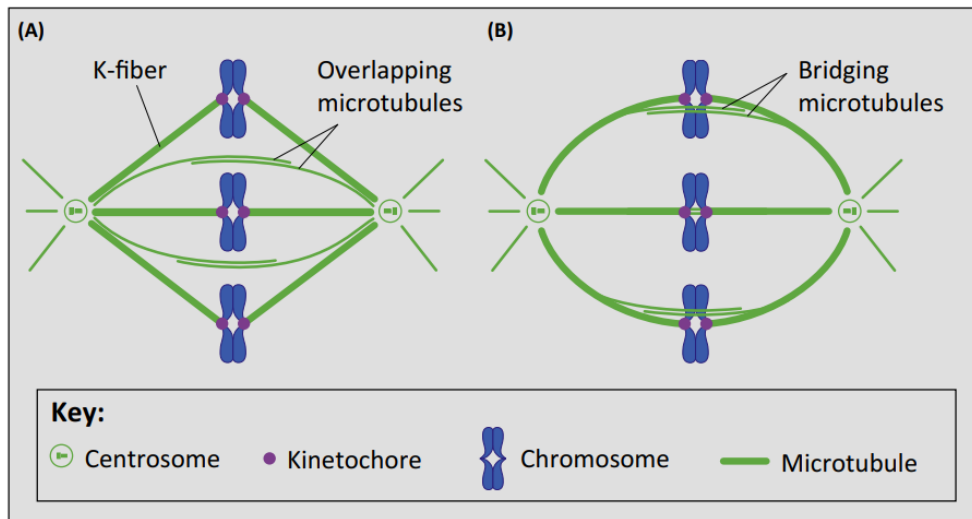 (A)
K-fiber
Overlapping
microtubules
(B)
Bridging
microtubules
Key:
Centrosome
Kinetochore
Chromosome
Microtubule